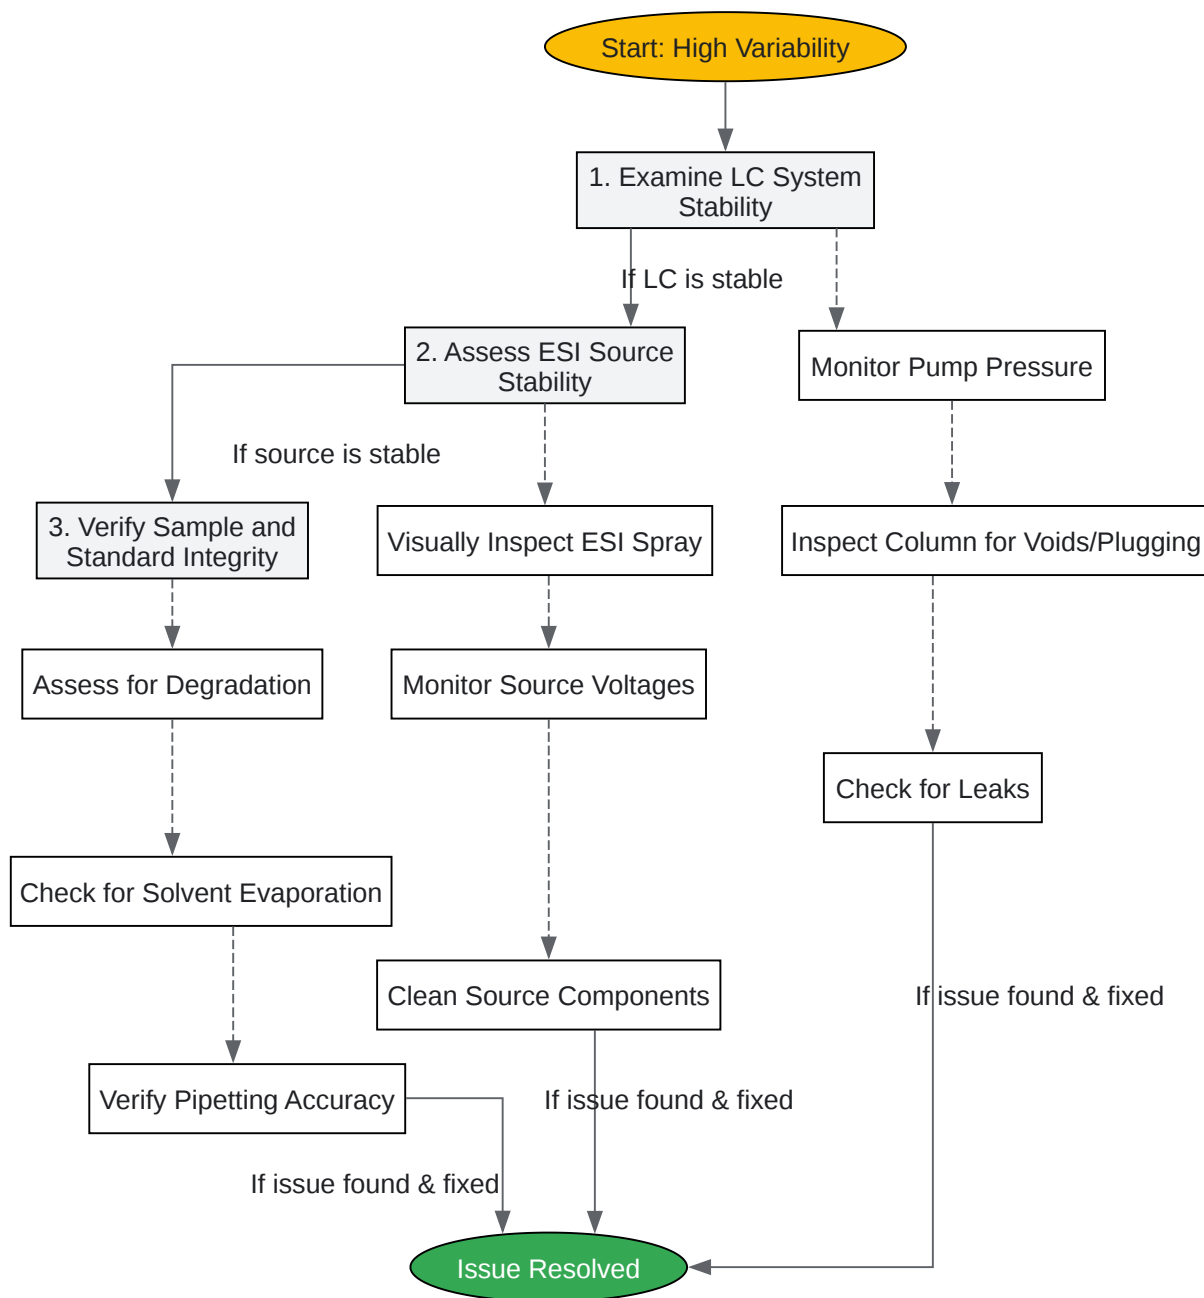 Start: High Variability
1. Examine LC System
Stability
If LC is stable
2. Assess ESI Source
Stability
Monitor Pump Pressure
If source is stable
3. Verify Sample and
Standard Integrity
Visually Inspect ESI Spray
Inspect Column for Voids/Plugging
Assess for Degradation
Monitor Source Voltages
Check for Leaks
Check for Solvent Evaporation
Clean Source Components
If issue found & fixed
Verify Pipetting Accuracy
If issue found & fixed
If issue found & fixed
Issue Resolved